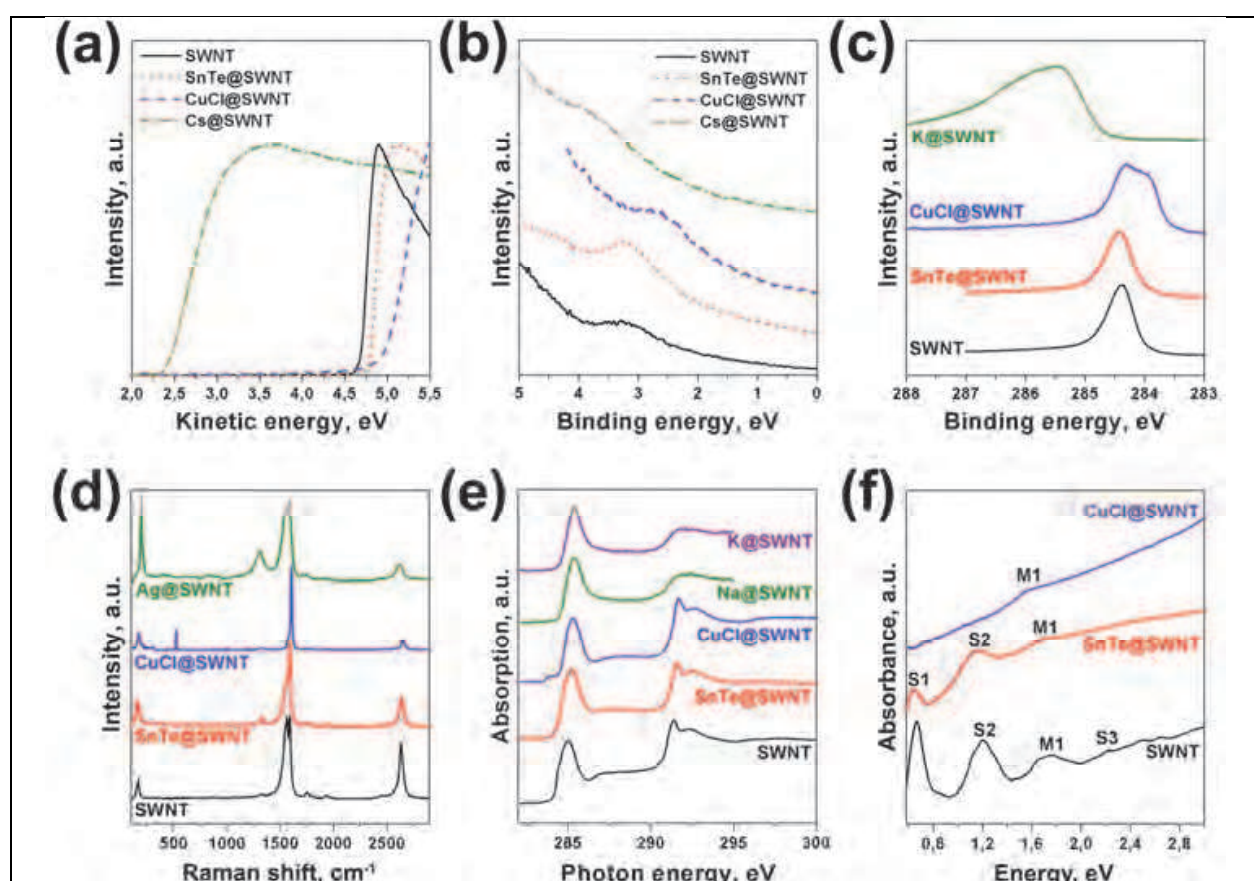 (a)
SWNT
SnTe@SWNT
CuCl@SWNT
Cs@SWNT
Intensity, a.u.
2,0 2,5 3,0 3,5 4,0 4,5 5,0 5,5
Kinetic energy, eV
(b)
SWNT
SnTe@SWNT
CuCl@SWNT
Cs@SWNT
Intensity, a.u.
5 4 3 2 1 0
Binding energy, eV
(c)
K@SWNT
CuCl@SWNT
SnTe@SWNT
SWNT
Intensity, a.u.
288 287 286 285 284 283
Binding energy, eV
(d)
Ag@SWNT
CuCl@SWNT
SnTe@SWNT
SWNT
Intensity, a.u.
500 1000 1500 2000 2500
Raman shift, cm⁻¹
(e)
K@SWNT
Na@SWNT
CuCl@SWNT
SnTe@SWNT
SWNT
Absorption, a.u.
285 290 295 300
Photon energy, eV
(f)
CuCl@SWNT
M1
S2 M1
SnTe@SWNT
S1
S2 M1 S3
SWNT
Absorbance, a.u.
0,8 1,2 1,6 2,0 2,4 2,8
Energy, eV